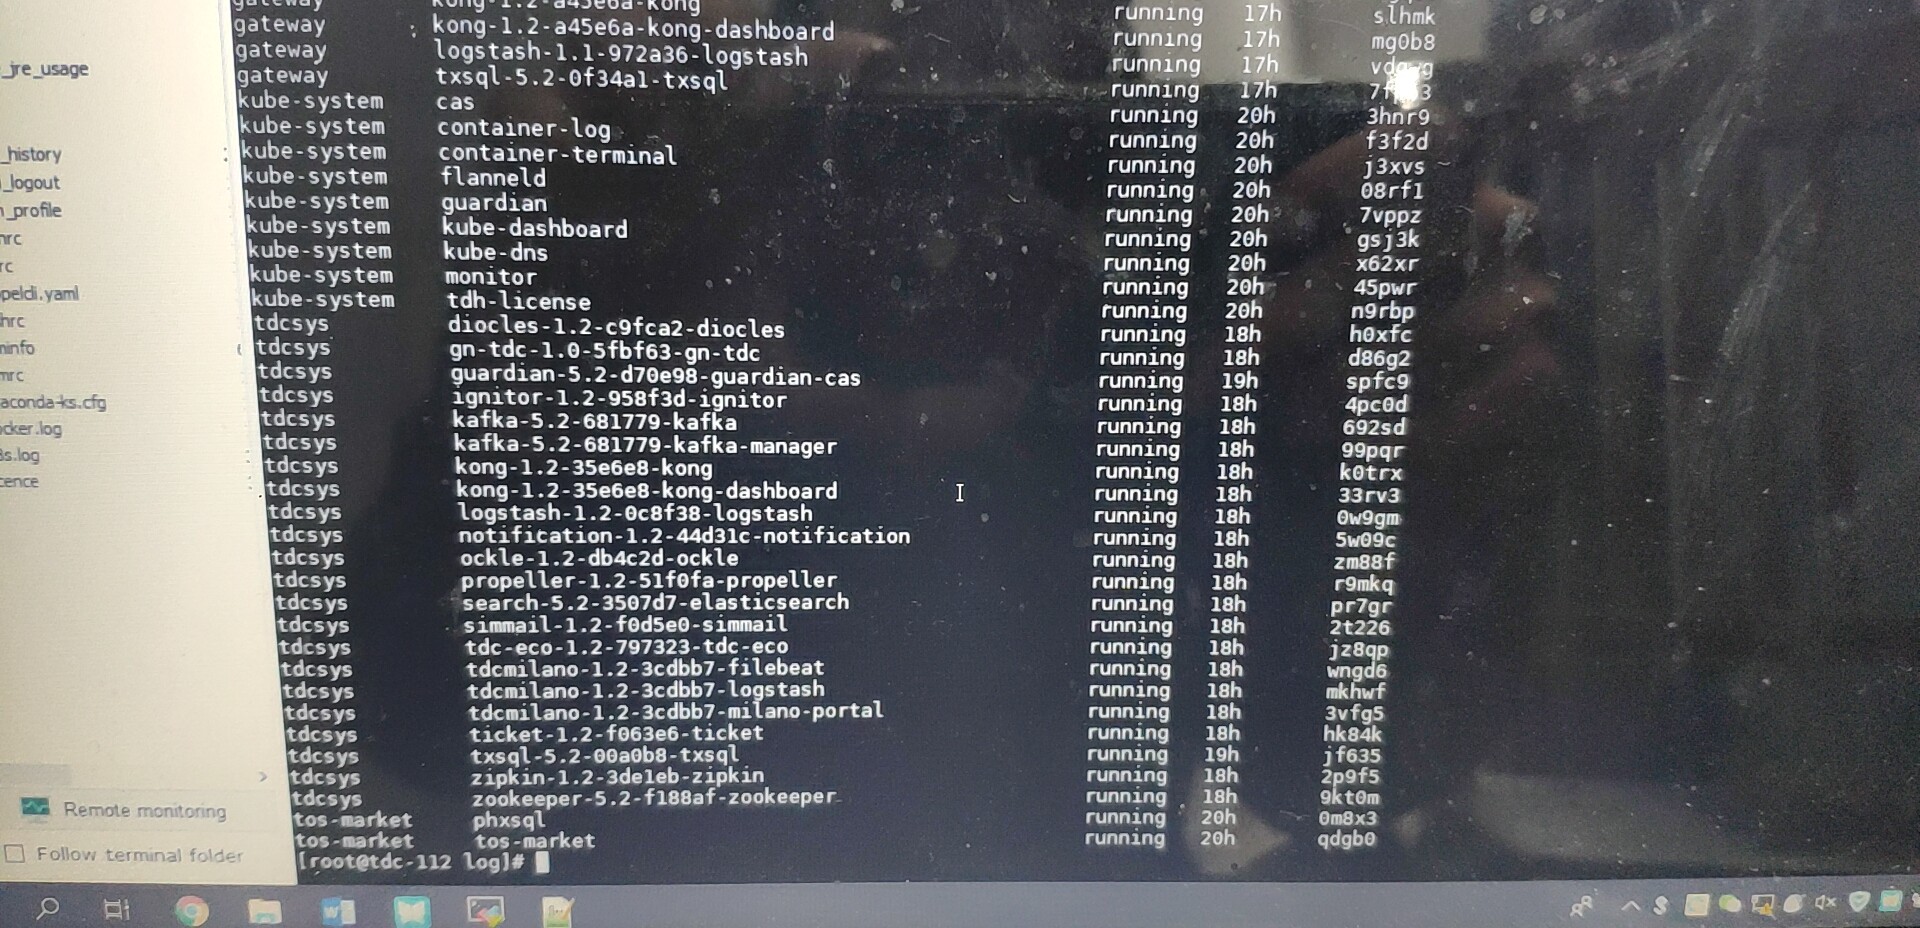 gateway kong-1.2-a45e6a-kong running 17h slhmk
gateway kong-1.2-a45e6a-kong-dashboard running 17h mg0b8
gateway logstash-1.1-972a36-logstash running 17h
gateway txsql-5.2-0f34a1-txsql running 17h
kube-system cas running 20h 3hnr9
kube-system container-log running 20h f3f2d
kube-system container-terminal running 20h j3xvs
kube-system flanneld running 20h 08rf1
kube-system guardian running 20h 7vppz
kube-system kube-dashboard running 20h gsj3k
kube-system kube-dns running 20h x62xr
kube-system monitor running 20h 45pwr
kube-system tdh-license running 20h n9rbp
tdcsys diocles-1.2-c9fca2-diocles running 18h h0xfc
tdcsys gn-tdc-1.0-5fbf63-gn-tdc running 18h d86g2
tdcsys guardian-5.2-d70e98-guardian-cas running 19h spfc9
tdcsys ignitor-1.2-958f3d-ignitor running 18h 4pc0d
tdcsys kafka-5.2-681779-kafka running 18h 692sd
tdcsys kafka-5.2-681779-kafka-manager running 18h 99pqr
tdcsys kong-1.2-35e6e8-kong running 18h k0trx
tdcsys kong-1.2-35e6e8-kong-dashboard running 18h 33rv3
tdcsys logstash-1.2-0c8f38-logstash running 18h 0w9gm
tdcsys notification-1.2-44d31c-notification running 18h 5w09c
tdcsys ockle-1.2-db4c2d-ockle running 18h zm88f
tdcsys propeller-1.2-51f0fa-propeller running 18h r9mkq
tdcsys search-5.2-3507d7-elasticsearch running 18h pr7gr
tdcsys simmail-1.2-f0d5e0-simmail running 18h 2t226
tdcsys tdc-eco-1.2-797323-tdc-eco running 18h jz8qp
tdcsys tdcmilano-1.2-3cdbb7-filebeat running 18h wngd6
tdcsys tdcmilano-1.2-3cdbb7-logstash running 18h mkhwf
tdcsys tdcmilano-1.2-3cdbb7-milano-portal running 18h 3vfg5
tdcsys ticket-1.2-f063e6-ticket running 18h hk84k
tdcsys txsql-5.2-00a0b8-txsql running 19h jf635
tdcsys zipkin-1.2-3de1eb-zipkin running 18h 2p9f5
tdcsys zookeeper-5.2-f188af-zookeeper running 18h 9kt0m
tos-market phxsql running 20h 0m8x3
tos-market tos-market running 20h qdgb0
[root@tdc-112 log]#
_jre_usage
_history
_logout
_profile
rc
peldi.yaml
hrc
info
mrc
aconda-ks.cfg
cker.log
8s.log
cence
Remote monitoring
Follow terminal folder